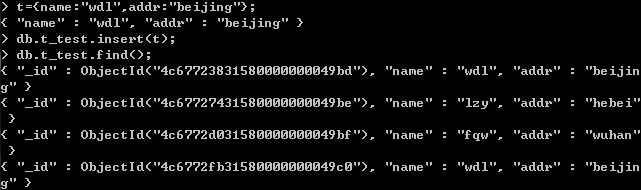 > t={name:"wdl",addr:"beijing"};
{ "name" : "wdl", "addr" : "beijing" }
> db.t_test.insert(t);
> db.t_test.find();
{ "_id" : ObjectId("4c67723831580000000049bd"), "name" : "wdl", "addr" : "beijin
g" }
{ "_id" : ObjectId("4c67727431580000000049be"), "name" : "lzy", "addr" : "hebei"
 }
{ "_id" : ObjectId("4c6772d031580000000049bf"), "name" : "fqw", "addr" : "wuhan"
 }
{ "_id" : ObjectId("4c6772fb31580000000049c0"), "name" : "wdl", "addr" : "beijin
g" }